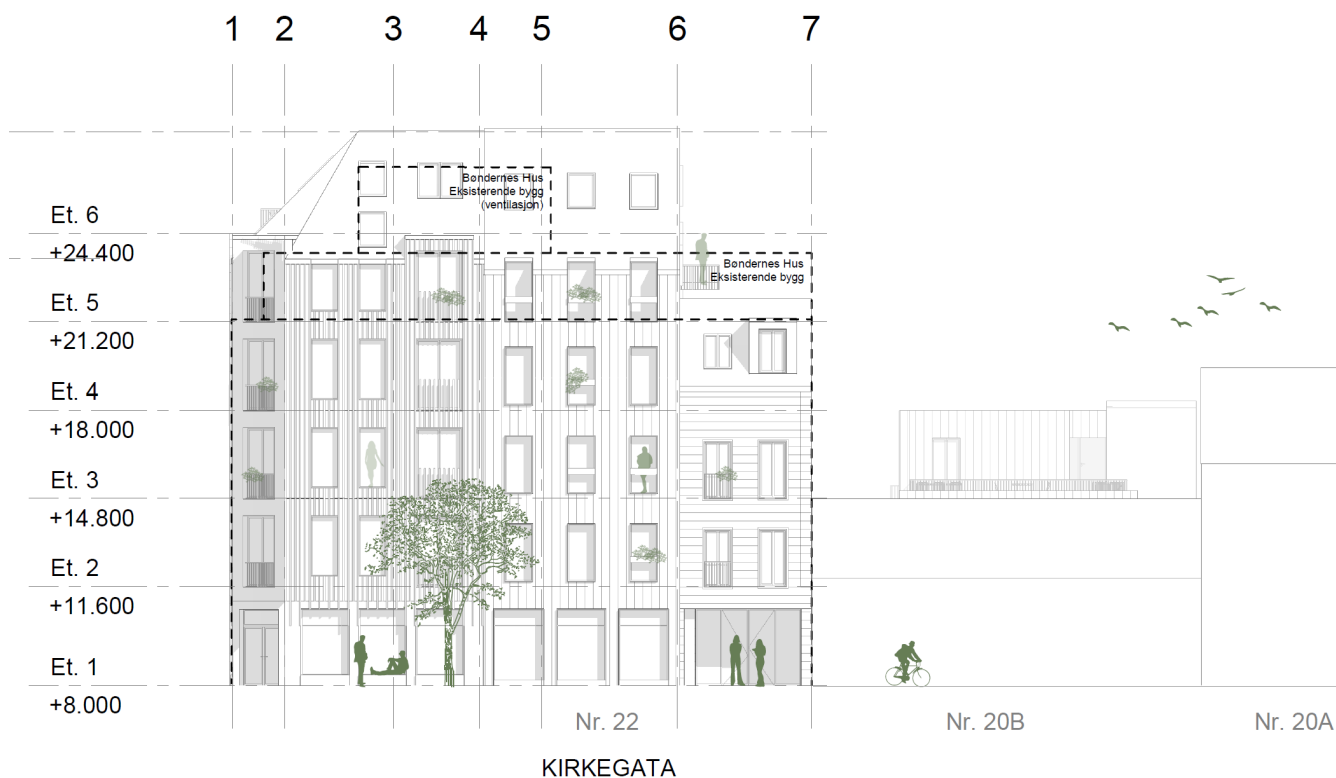 1 2 3 4 5 6 7
Bøndernes Hus
Eksisterende bygg
(ventilasjon)
Et. 6
+24.400
Bøndernes Hus
Eksisterende bygg
Et. 5
+21.200
Et. 4
+18.000
Et. 3
+14.800
Et. 2
+11.600
Et. 1
+8.000
Nr. 22 Nr. 20B Nr. 20A
KIRKEGATA